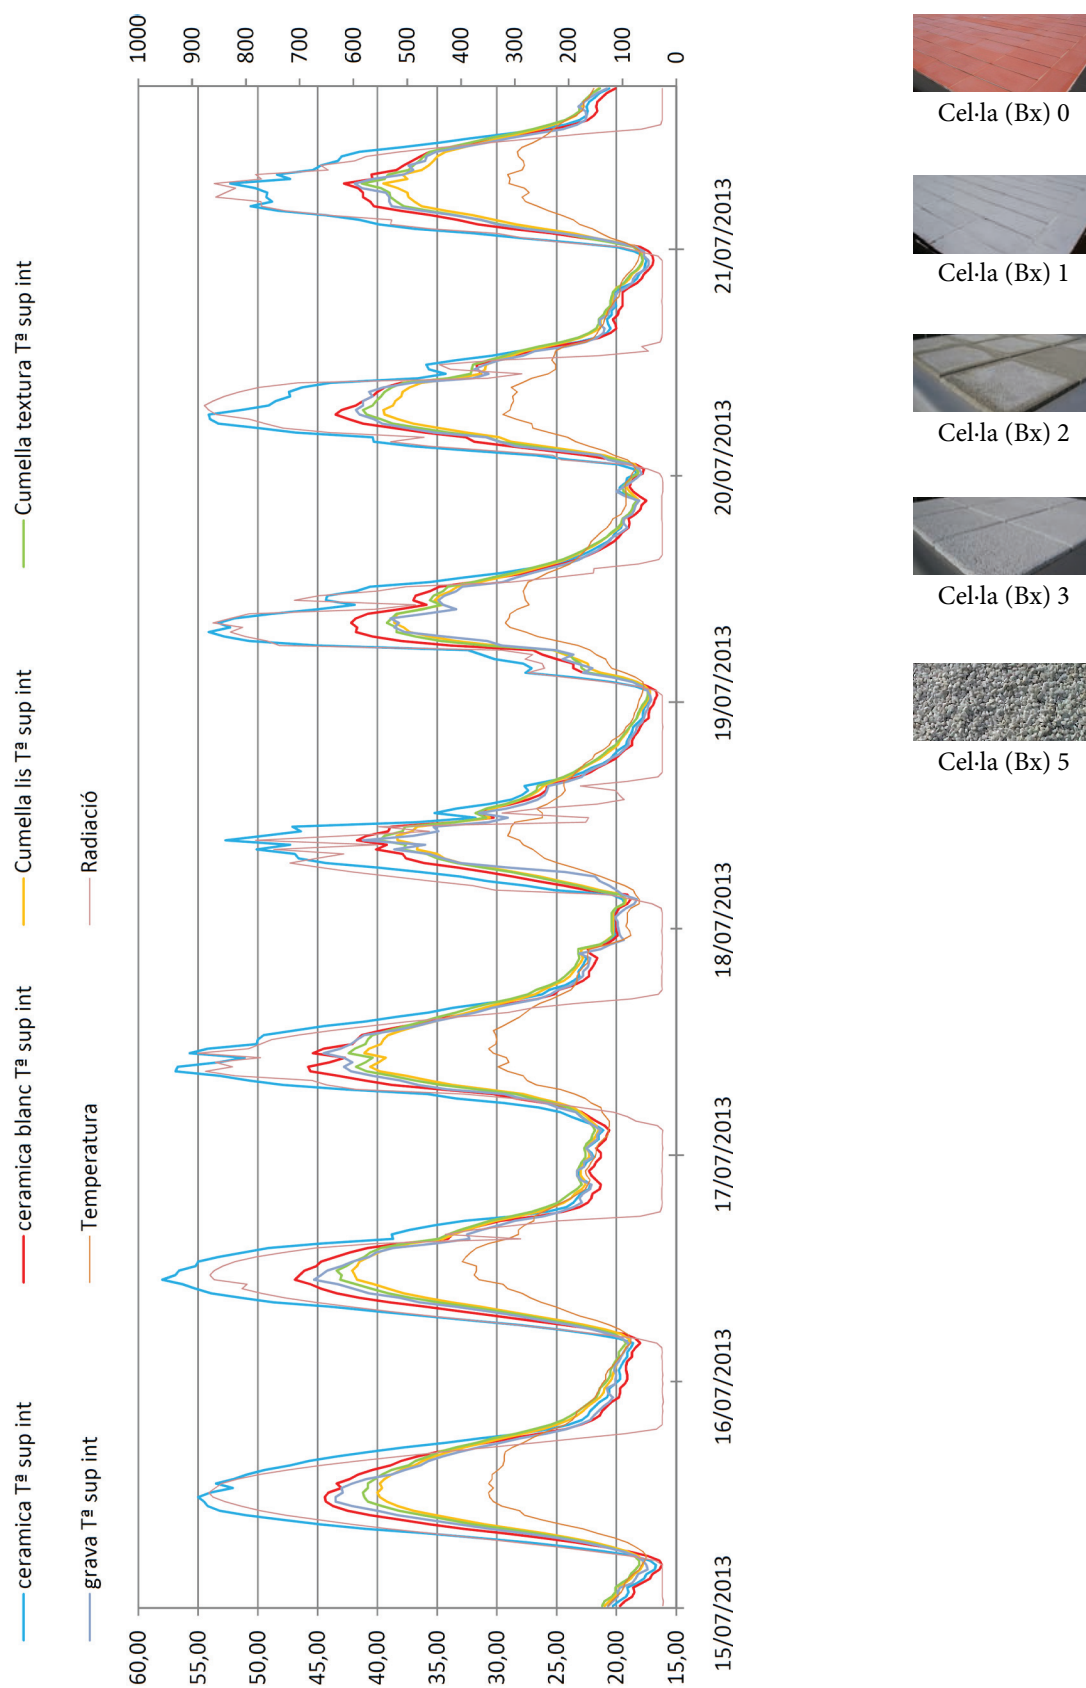 ceramica Tª sup int
ceramica blanc Tª sup int
Cumella lis Tª sup int
Cumella textura Tª sup int
grava Tª sup int
Temperatura
Radiació
60,00
55,00
50,00
45,00
40,00
35,00
30,00
25,00
20,00
15,00
1000
900
800
700
600
500
400
300
200
100
0
15/07/2013
16/07/2013
17/07/2013
18/07/2013
19/07/2013
20/07/2013
21/07/2013
Cel·la (Bx) 0
Cel·la (Bx) 1
Cel·la (Bx) 2
Cel·la (Bx) 3
Cel·la (Bx) 5